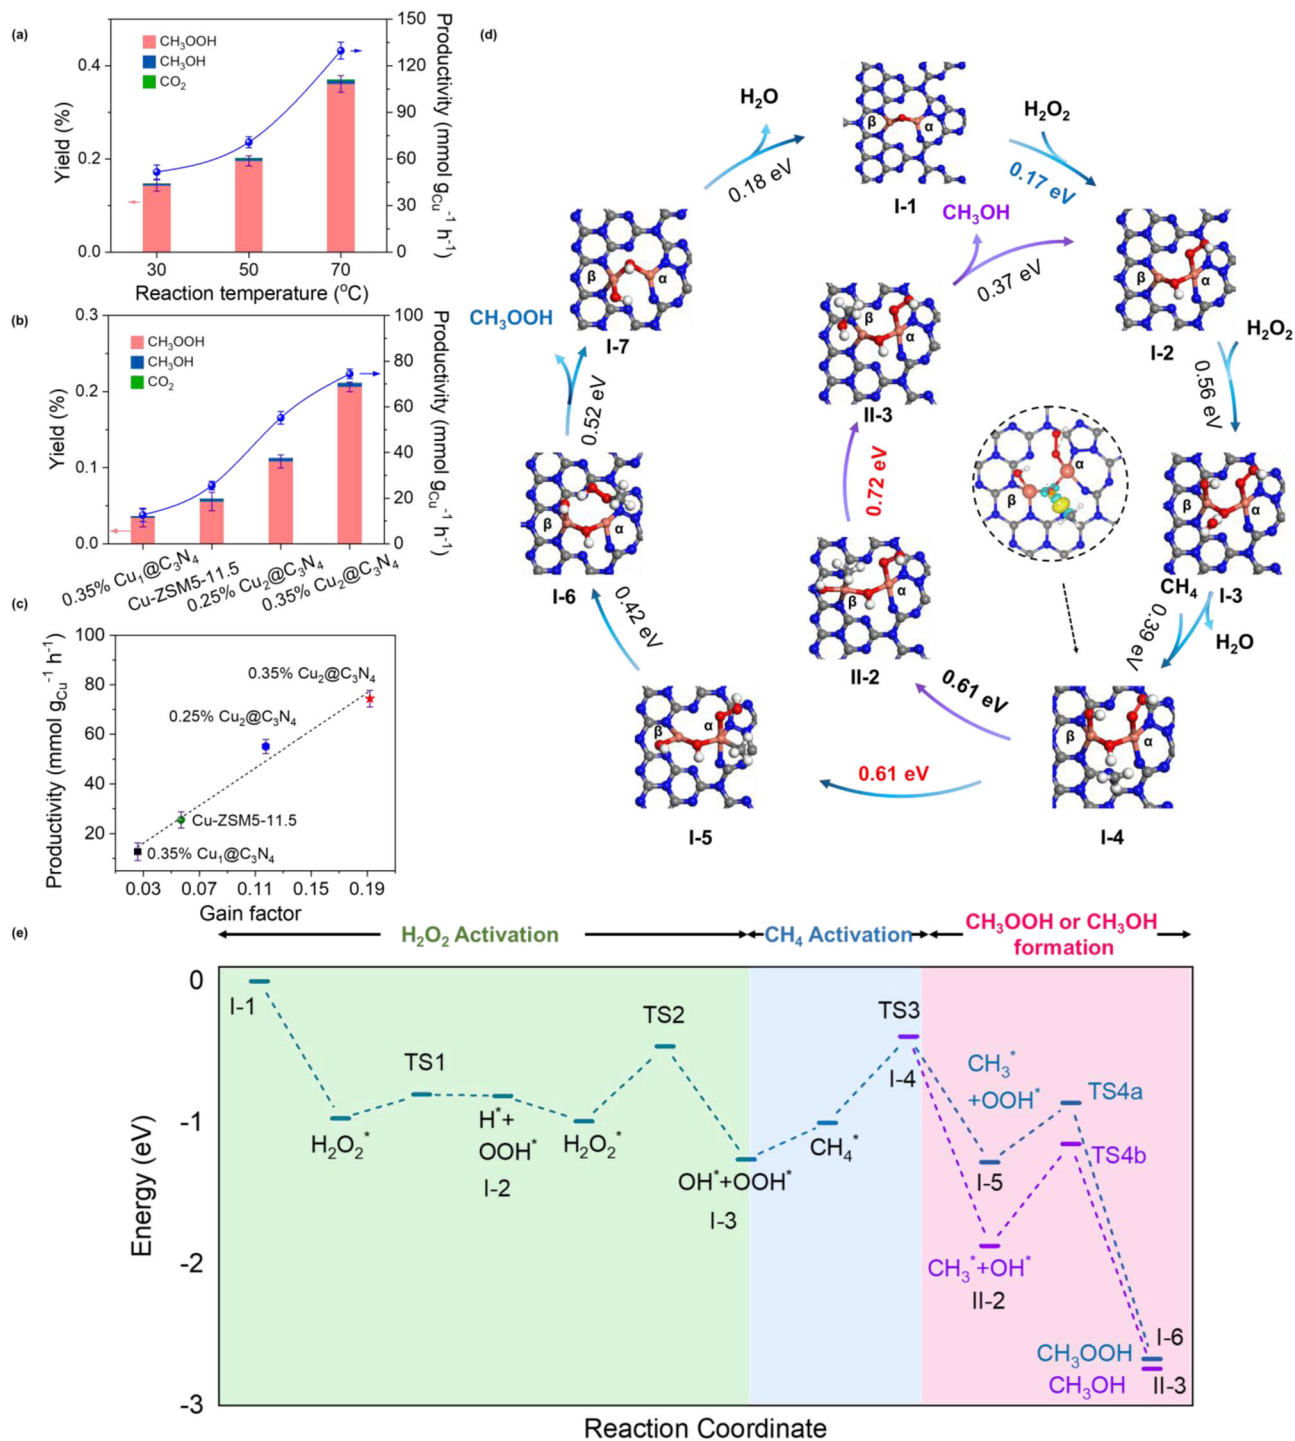 (a)
CH₃OOH
CH₃OH
CO₂
Yield (%)
0.4
0.2
0.0
150
120
90
60
30
0
Productivity (mmol g_Cu⁻¹ h⁻¹)
30 50 70
Reaction temperature (°C)
(b)
CH₃OOH
CH₃OH
CO₂
Yield (%)
0.3
0.2
0.1
0.0
100
80
60
40
20
0
Productivity (mmol g_Cu⁻¹ h⁻¹)
0.35% Cu₁@C₃N₄
Cu-ZSM5-11.5
0.25% Cu₂@C₃N₄
0.35% Cu₂@C₃N₄
(c)
Productivity (mmol g_Cu⁻¹ h⁻¹)
100
80
60
40
20
0.35% Cu₂@C₃N₄
0.25% Cu₂@C₃N₄
Cu-ZSM5-11.5
0.35% Cu₁@C₃N₄
0.03 0.07 0.11 0.15 0.19
Gain factor
(d)
H₂O
0.18 eV
β α
I-1
H₂O₂
0.17 eV
β α
I-2
H₂O₂
0.56 eV
β α
I-3
CH₄
0.39 eV
H₂O
β α
β α
I-4
0.61 eV
β α
I-5
0.42 eV
β α
I-6
0.52 eV
CH₃OOH
β α
I-7
0.61 eV
β α
II-2
0.72 eV
β α
II-3
0.37 eV
CH₃OH
(e)
H₂O₂ Activation
CH₄ Activation
CH₃OOH or CH₃OH
formation
Energy (eV)
0
-1
-2
-3
I-1
H₂O₂*
TS1
H*+
OOH*
I-2
H₂O₂*
TS2
OH*+OOH*
I-3
CH₄*
TS3
I-4
CH₃*
+OOH*
I-5
TS4a
TS4b
CH₃*+OH*
II-2
I-6
CH₃OOH
CH₃OH
II-3
Reaction Coordinate